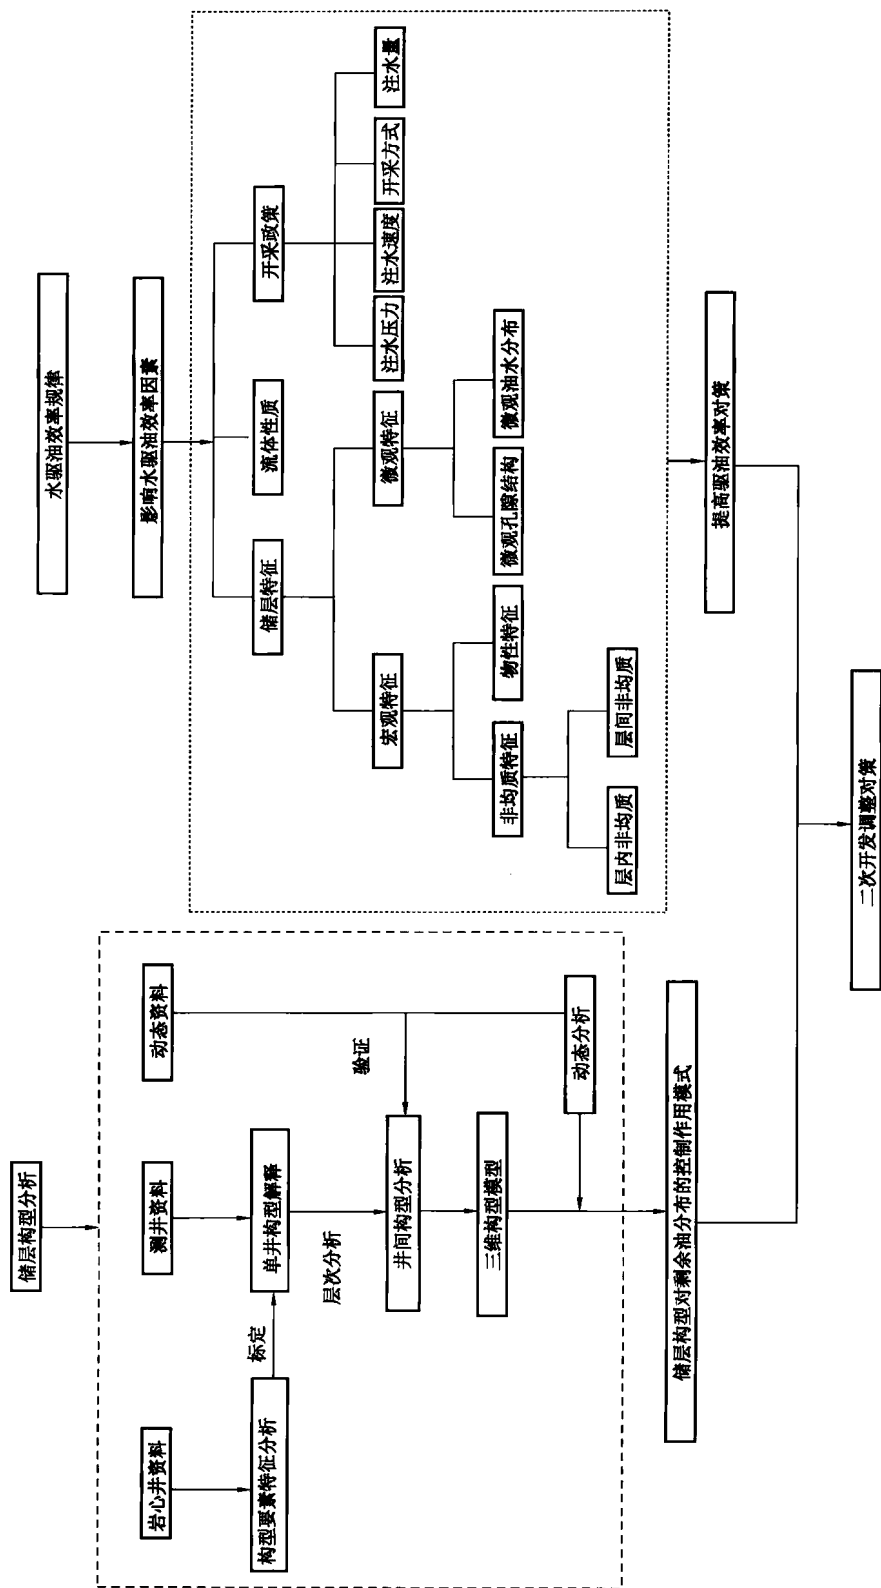 储层构型分析
岩心井资料
测井资料
动态资料
构型要素特征分析
标定
单井构型解释
层次分析
验证
井间构型分析
三维构型模型
动态分析
储层构型对剩余油分布的控制作用模式
水驱油效率规律
影响水驱油效率因素
储层特征
流体性质
开采政策
宏观特征
微观特征
注水压力
注水速度
开采方式
注水量
非均质特征
物性特征
微观孔隙结构
微观油水分布
层内非均质
层间非均质
提高驱油效率对策
二次开发调整对策